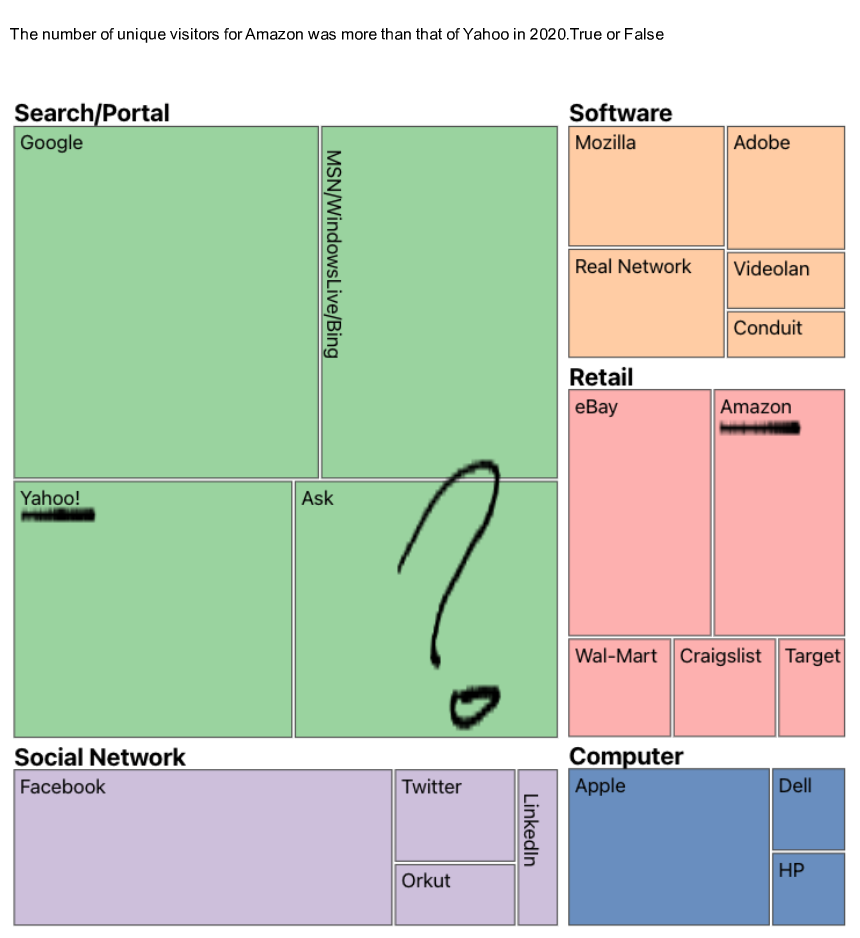 The number of unique visitors for Amazon was more than that of Yahoo in 2020.True or False
Search/Portal
Google
MSN/WindowsLive/Bing
Yahoo!
Ask
?
Software
Mozilla
Adobe
Real Network
Videolan
Conduit
Retail
eBay
Amazon
Wal-Mart
Craigslist
Target
Social Network
Facebook
Twitter
LinkedIn
Orkut
Computer
Apple
Dell
HP